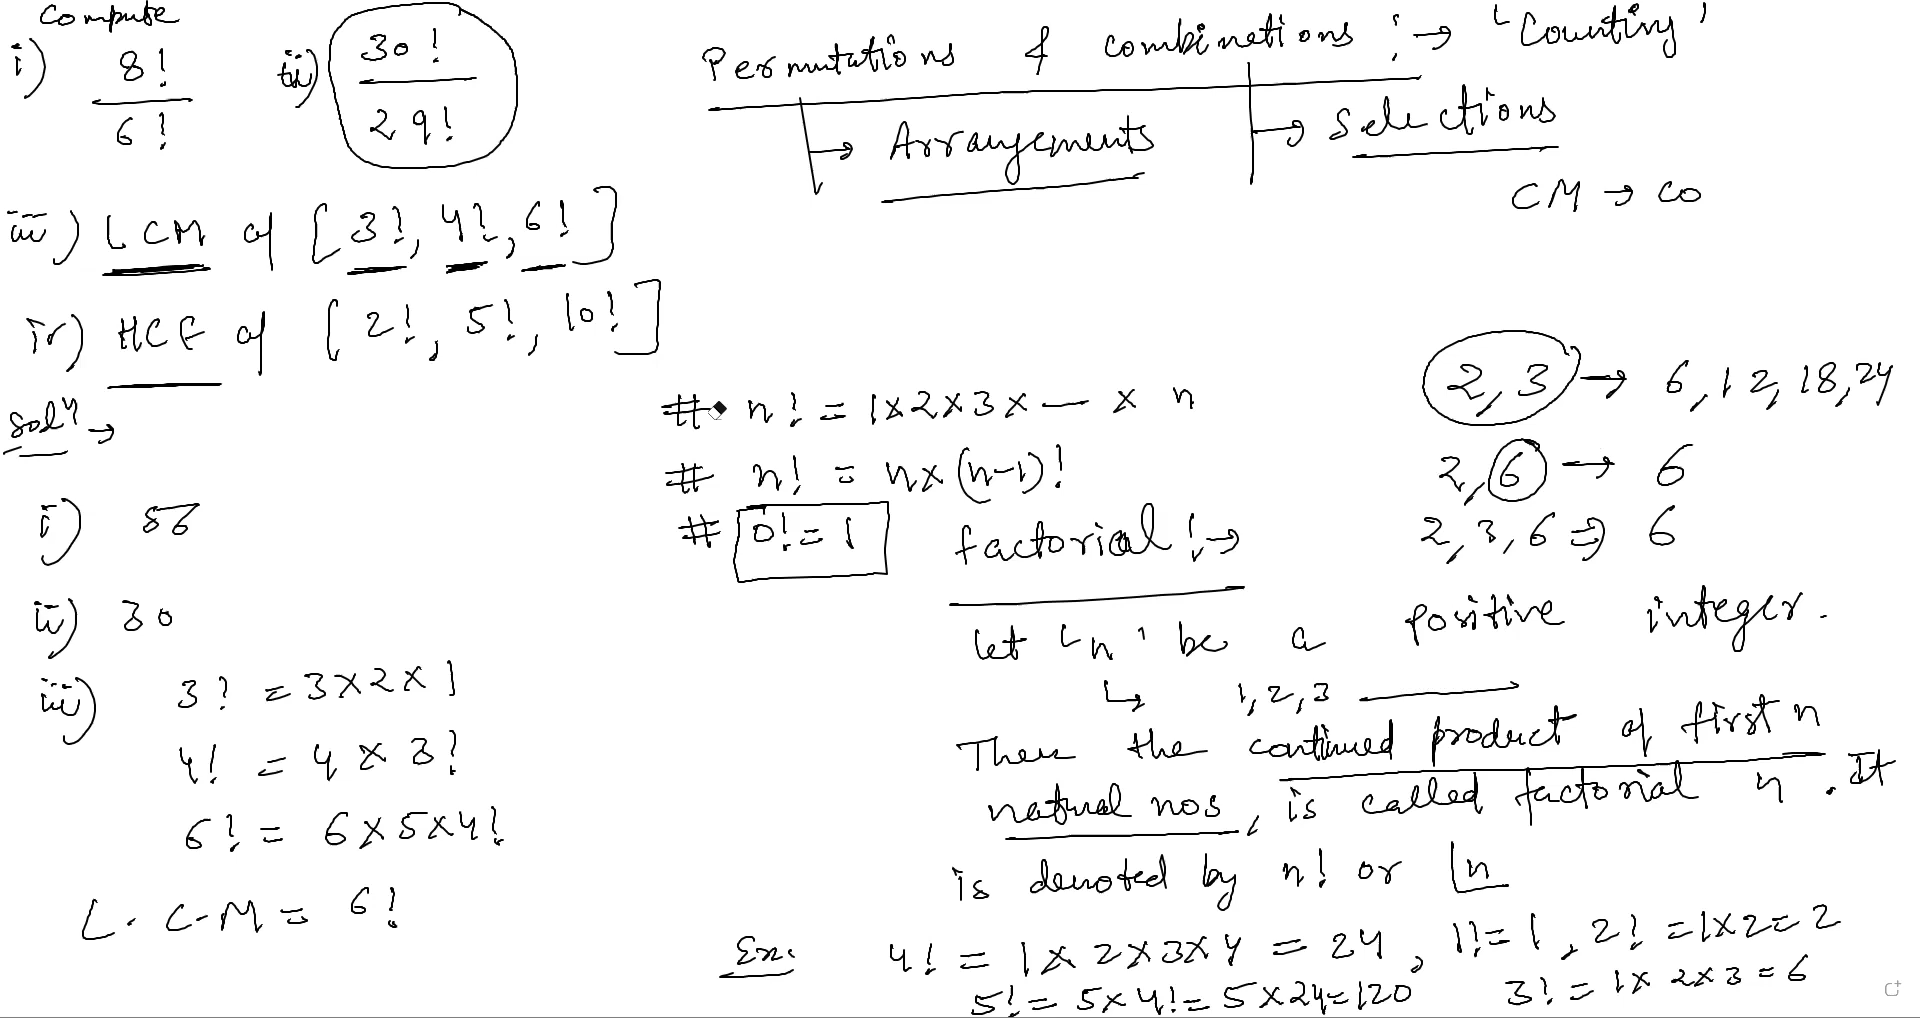 Compute
i) 8!/6! ii) 30!/29!
iii) LCM of [3!, 4!, 6!]
iv) HCF of [2!, 5!, 10!]
Solⁿ →
i) 56
ii) 30
iii) 3! = 3×2×1
4! = 4 × 3!
6! = 6×5×4!
L.C.M = 6!
Permutations & combinations :→ 'Counting'
→ Arrangements → Selections
CM → CO
2,3 → 6,12,18,24
2,6 → 6
2,3,6 ⇒ 6
# n! = 1×2×3× — × n
# n! = n×(n-1)!
# 0! = 1
factorial :→
Let 'n' be a positive integer.
↳ 1,2,3
Then the continued product of first n
natural nos, is called factorial n. It
is denoted by n! or |n
Ex: 4! = 1×2×3×4 = 24, 1! = 1, 2! = 1×2 = 2
5! = 5×4! = 5×24 = 120 3! = 1×2×3 = 6